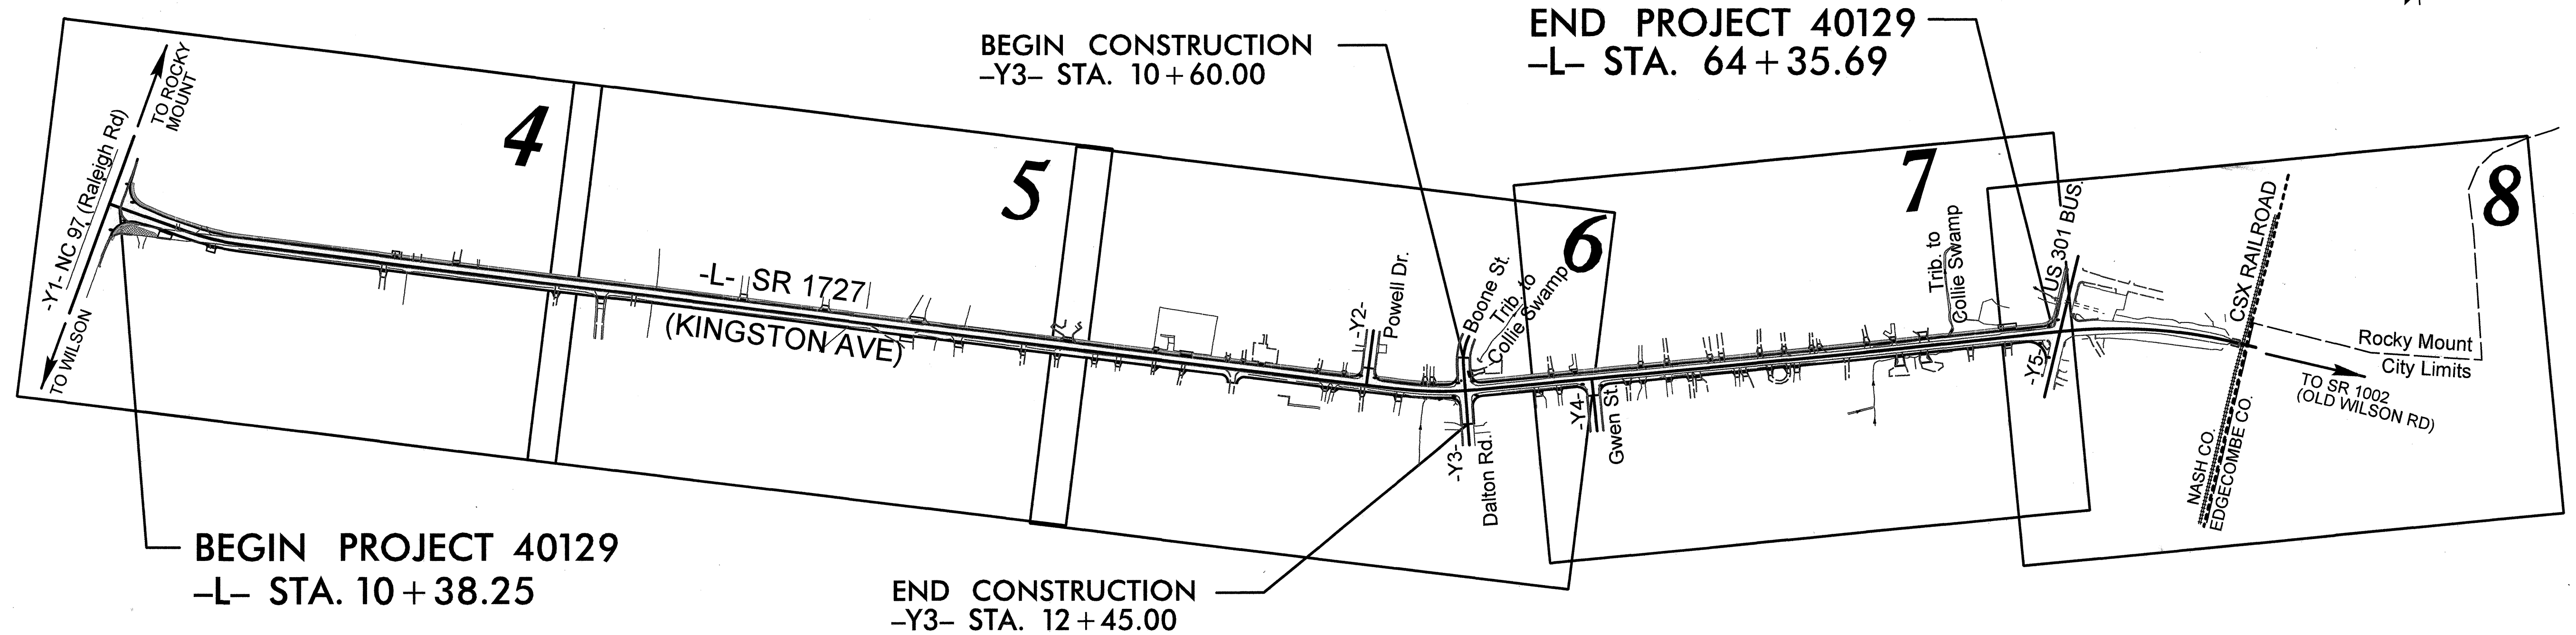 BEGIN CONSTRUCTION
–Y3– STA. 10+60.00
END PROJECT 40129
–L– STA. 64+35.69
TO ROCKY
MOUNT
-Y1- NC 97 (Raleigh Rd)
TO WILSON
4
5
6
7
8
-L- SR 1727
(KINGSTON AVE)
-Y2-
Powell Dr.
Boone St.
Trib. to
Collie Swamp
-Y3-
Dalton Rd.
-Y4-
Gwen St.
Trib. to
Collie Swamp
US 301 BUS.
-Y5-
CSX RAILROAD
NASH CO.
EDGECOMBE CO.
Rocky Mount
City Limits
TO SR 1002
(OLD WILSON RD)
BEGIN PROJECT 40129
–L– STA. 10+38.25
END CONSTRUCTION
–Y3– STA. 12+45.00